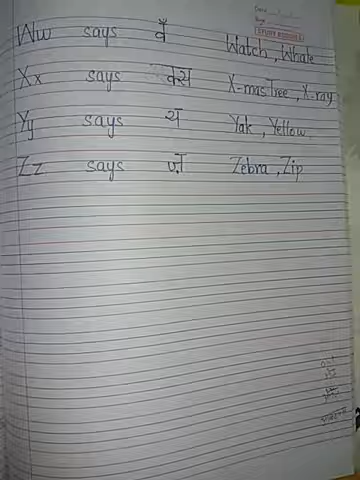 Ww says वँ Watch, Whale
Xx says क्स X-mas Tree, X-ray
Yy says य Yak, Yellow
Zz says ज़ Zebra, Zip